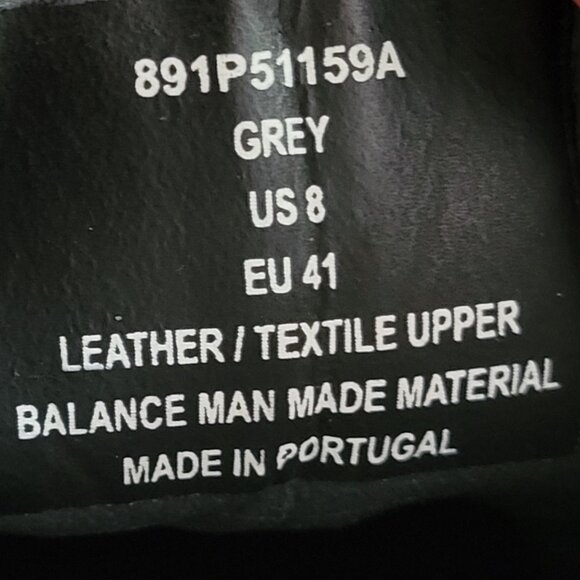 891P51159A
GREY
US 8
EU 41
LEATHER / TEXTILE UPPER
BALANCE MAN MADE MATERIAL
MADE IN PORTUGAL